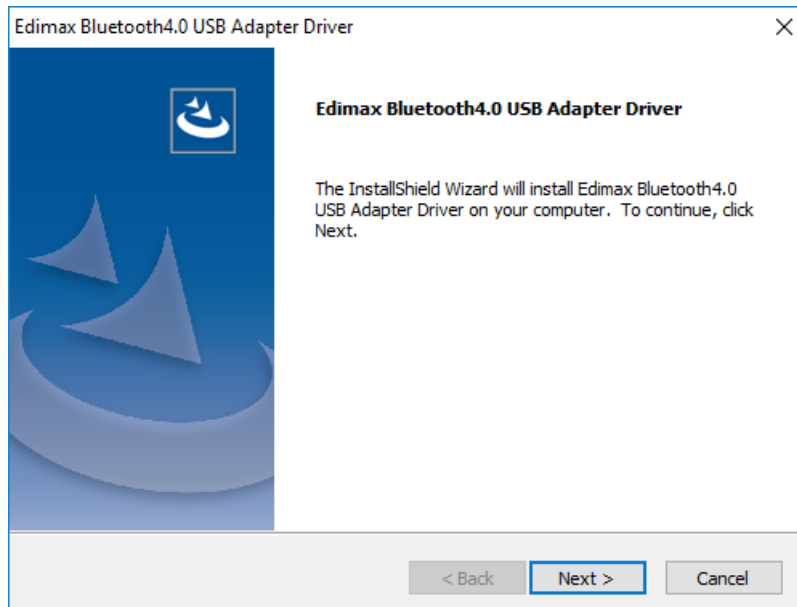 Edimax Bluetooth4.0 USB Adapter Driver
Edimax Bluetooth4.0 USB Adapter Driver
The InstallShield Wizard will install Edimax Bluetooth4.0
USB Adapter Driver on your computer.  To continue, click
Next.
< Back
Next >
Cancel